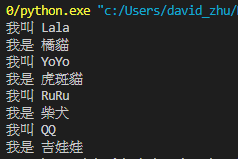 0/python.exe "c:/Users/david_zhu/
我叫 Lala
我是 橘貓
我叫 YoYo
我是 虎斑貓
我叫 RuRu
我是 柴犬
我叫 QQ
我是 吉娃娃